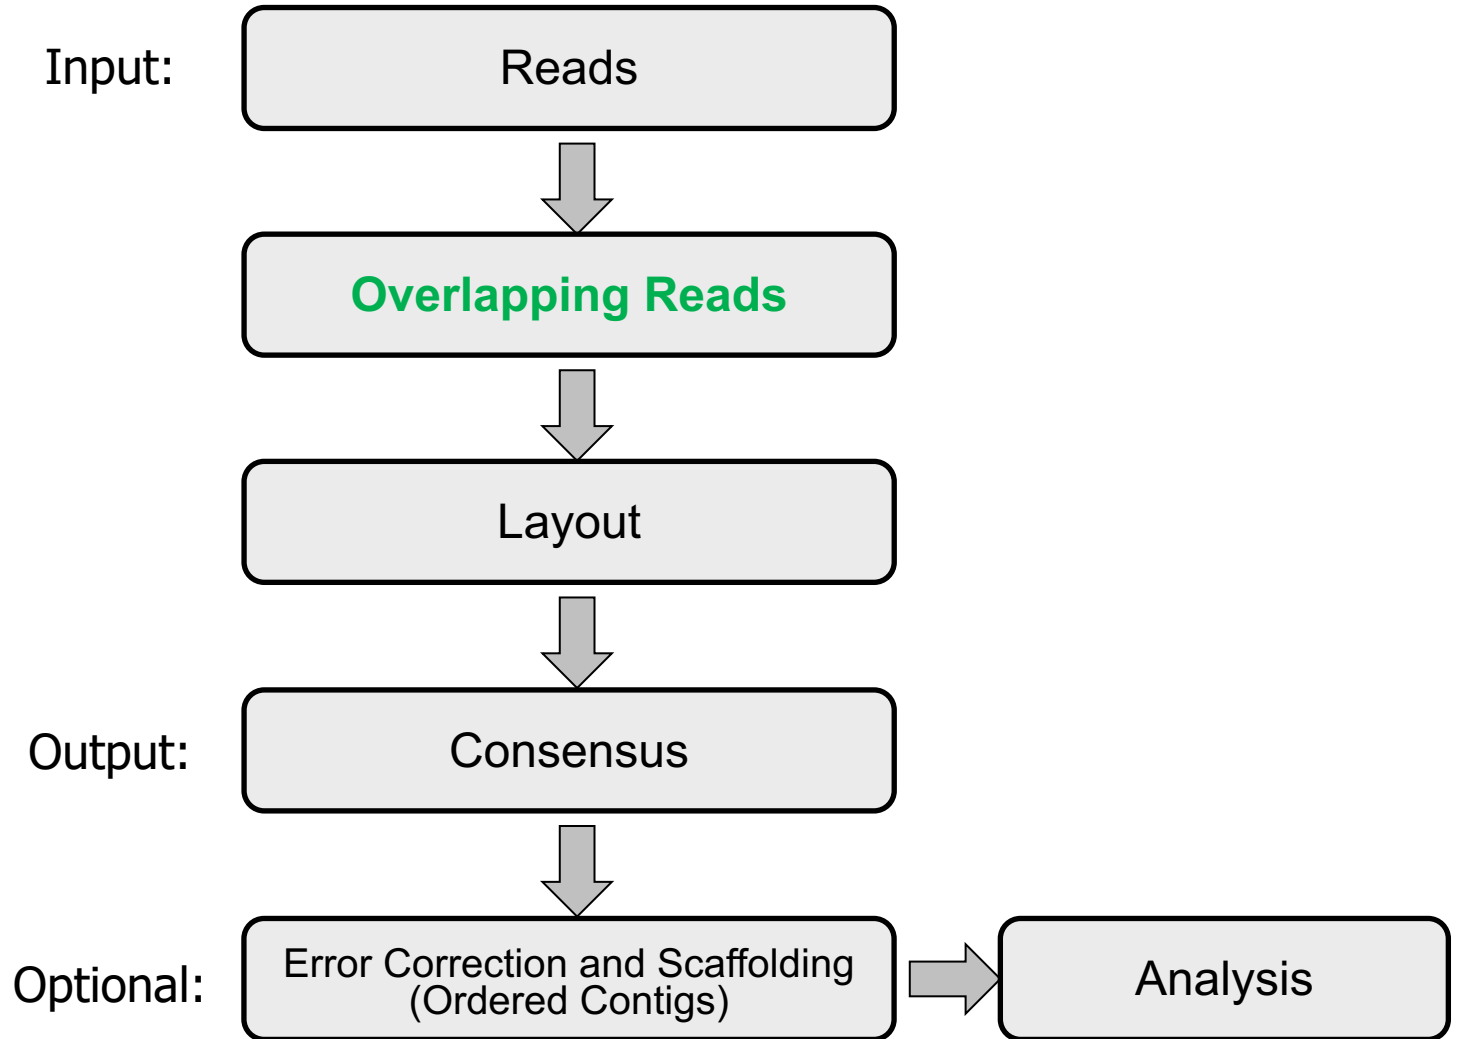 Input:
Reads
Overlapping Reads
Layout
Output:
Consensus
Optional:
Error Correction and Scaffolding
(Ordered Contigs)
Analysis